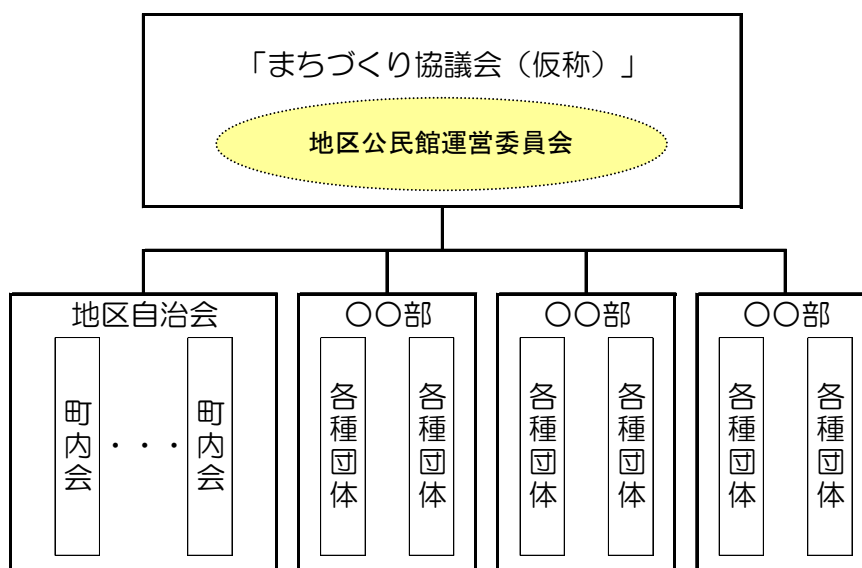 「まちづくり協議会（仮称）」
地区公民館運営委員会
地区自治会
町内会
・・・
町内会
〇〇部
各種団体
各種団体
〇〇部
各種団体
各種団体
〇〇部
各種団体
各種団体